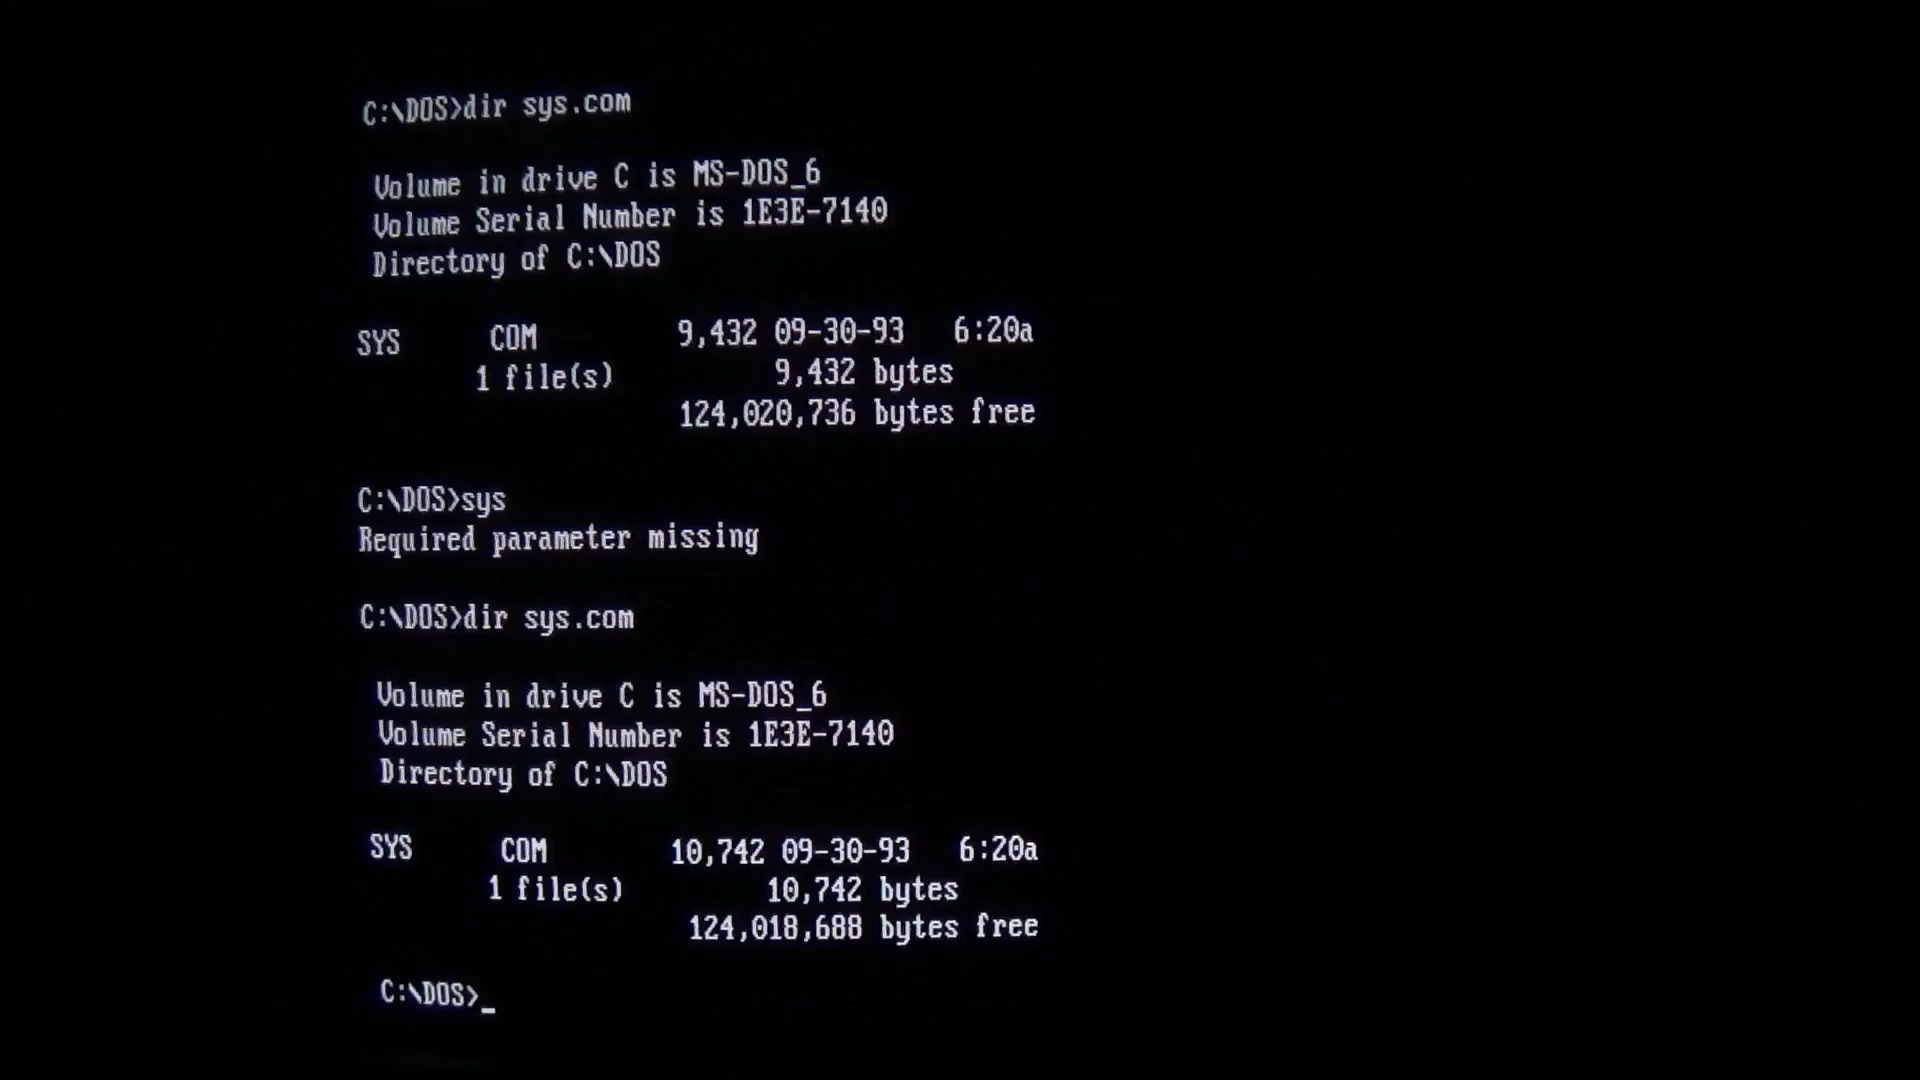 C:\DOS>dir sys.com
Volume in drive C is MS-DOS_6
Volume Serial Number is 1E3E-7140
Directory of C:\DOS
SYS COM 9,432 09-30-93 6:20a
1 file(s) 9,432 bytes
124,020,736 bytes free
C:\DOS>sys
Required parameter missing
C:\DOS>dir sys.com
Volume in drive C is MS-DOS_6
Volume Serial Number is 1E3E-7140
Directory of C:\DOS
SYS COM 10,742 09-30-93 6:20a
1 file(s) 10,742 bytes
124,018,688 bytes free
C:\DOS>_